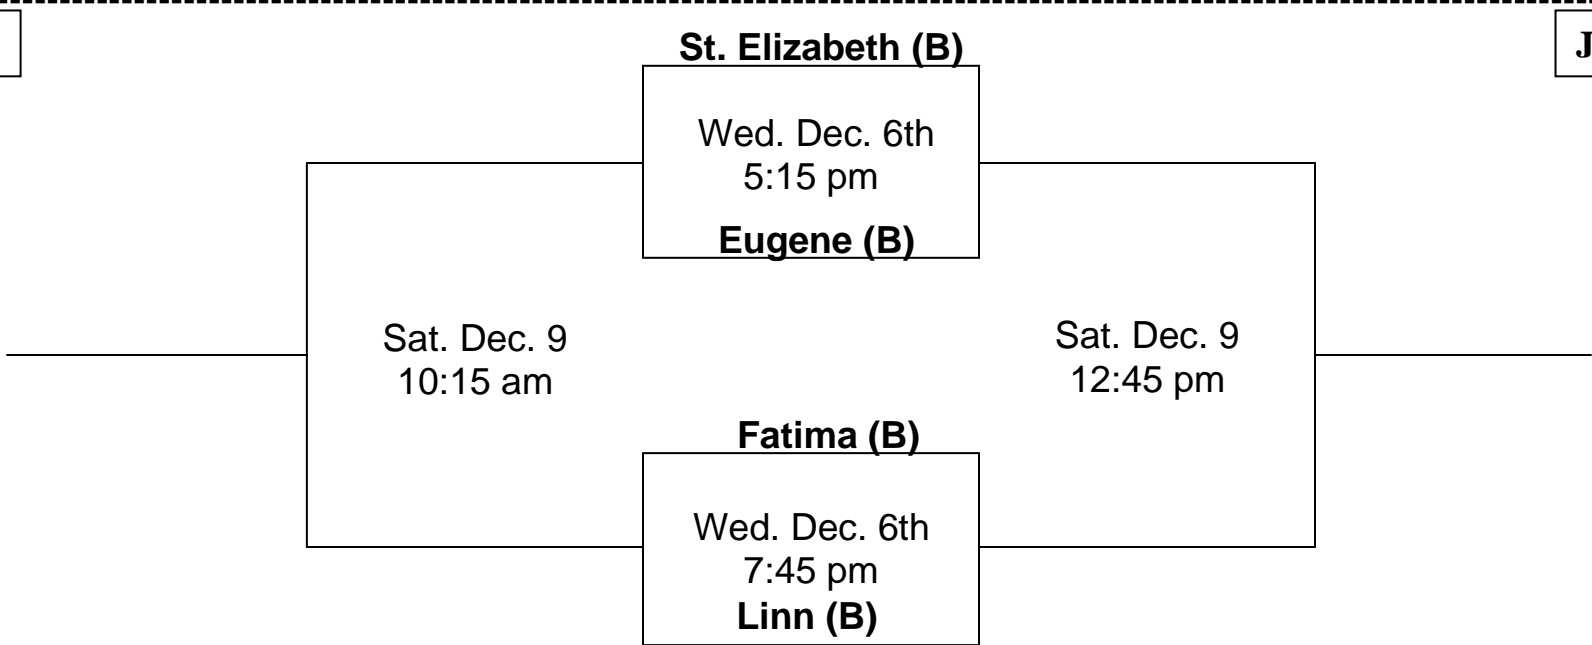 J
St. Elizabeth (B)
Wed. Dec. 6th
5:15 pm
Eugene (B)
Sat. Dec. 9
10:15 am
Sat. Dec. 9
12:45 pm
Fatima (B)
Wed. Dec. 6th
7:45 pm
Linn (B)